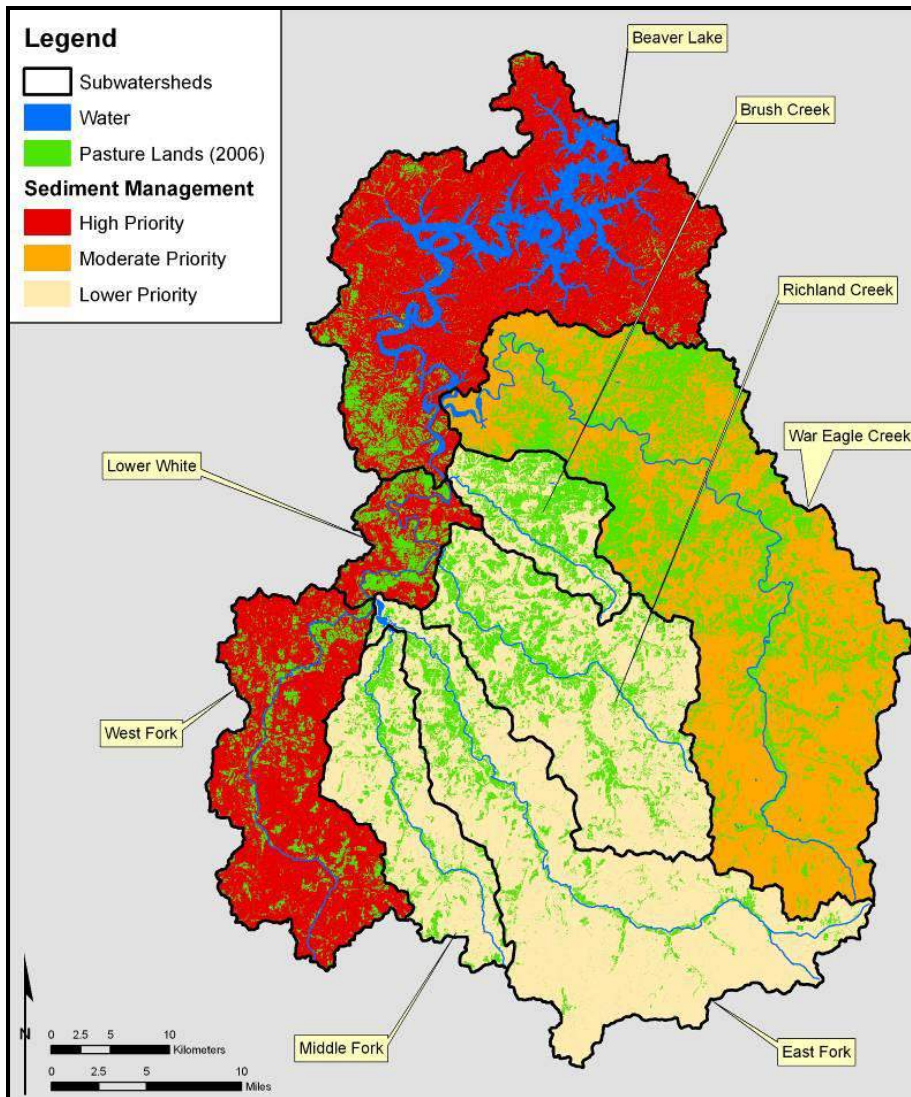 Legend
Subwatersheds
Water
Pasture Lands (2006)
Sediment Management
High Priority
Moderate Priority
Lower Priority
Beaver Lake
Brush Creek
Richland Creek
War Eagle Creek
Lower White
West Fork
Middle Fork
East Fork
N
0 2.5 5 10
Kilometers
0 2.5 5 10
Miles